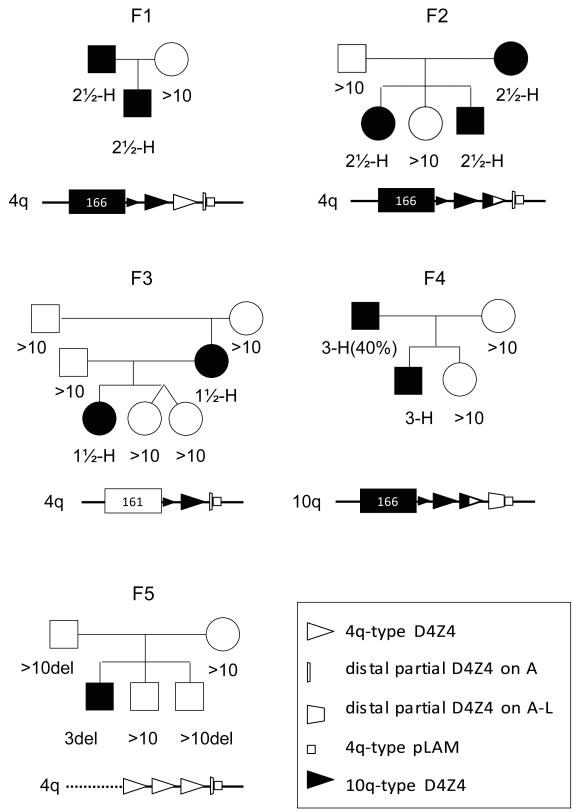 F1
F2
2½-H >10
2½-H
>10 2½-H
2½-H >10 2½-H
4q 166
4q 166
F3
F4
>10 >10
>10 1½-H
1½-H >10 >10
3-H(40%) >10
3-H >10
4q 161
10q 166
F5
>10del >10
3del >10 >10del
4q
4q-type D4Z4
distal partial D4Z4 on A
distal partial D4Z4 on A-L
4q-type pLAM
10q-type D4Z4